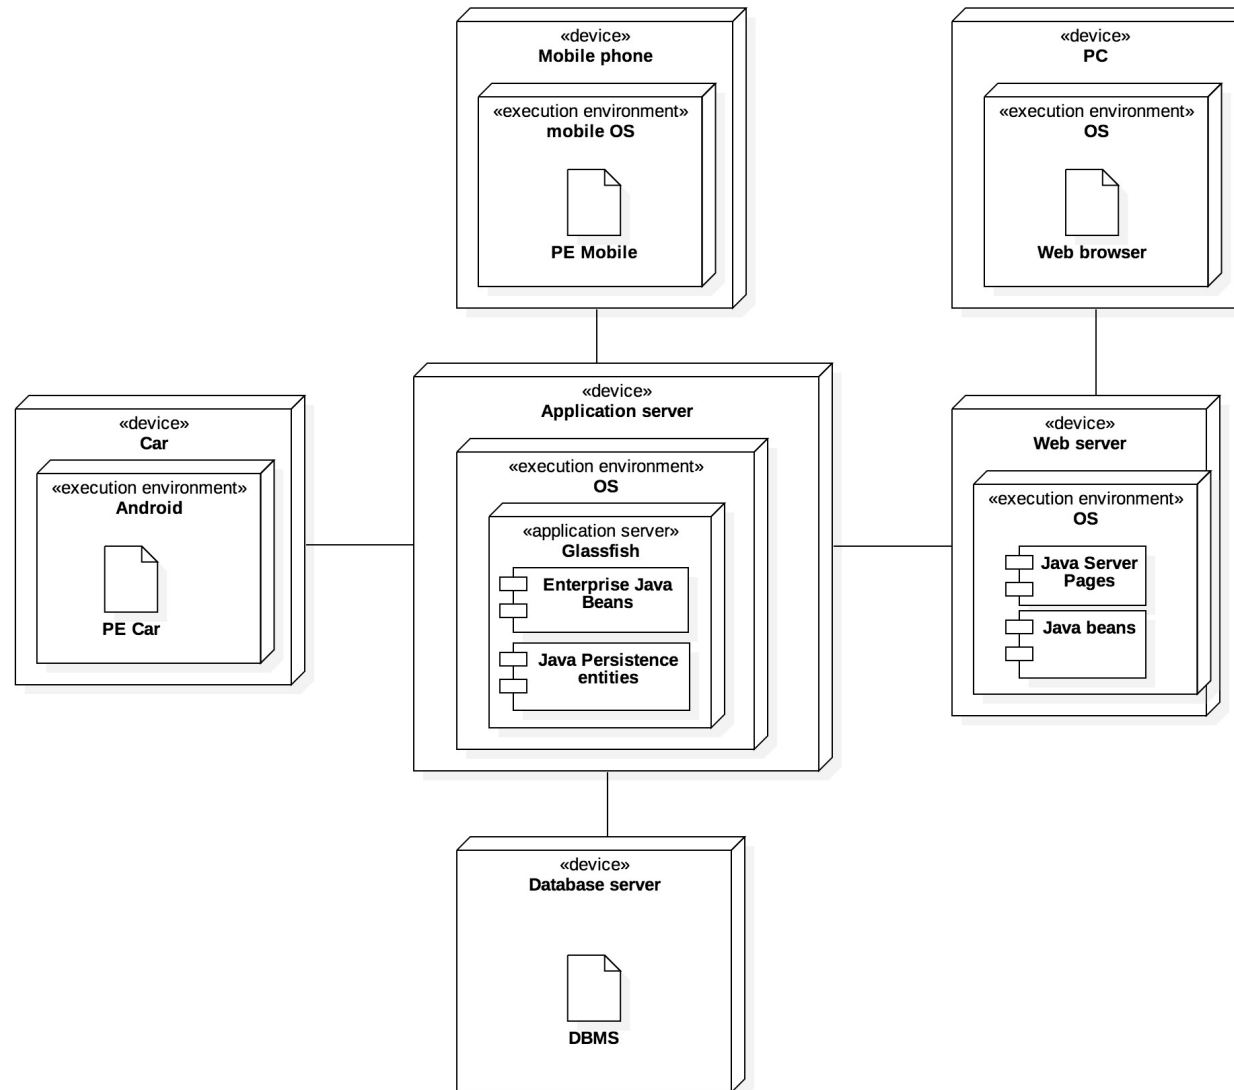 «device»
Mobile phone
«execution environment»
mobile OS
PE Mobile
«device»
PC
«execution environment»
OS
Web browser
«device»
Car
«execution environment»
Android
PE Car
«device»
Application server
«execution environment»
OS
«application server»
Glassfish
Enterprise Java
Beans
Java Persistence
entities
«device»
Web server
«execution environment»
OS
Java Server
Pages
Java beans
«device»
Database server
DBMS